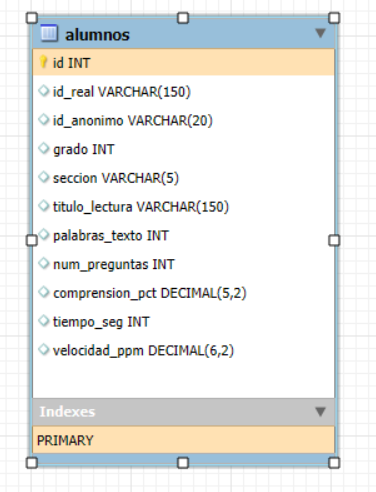 alumnos
id INT
id_real VARCHAR(150)
id_anonimo VARCHAR(20)
grado INT
seccion VARCHAR(5)
titulo_lectura VARCHAR(150)
palabras_texto INT
num_preguntas INT
comprension_pct DECIMAL(5,2)
tiempo_seg INT
velocidad_ppm DECIMAL(6,2)
Indexes
PRIMARY